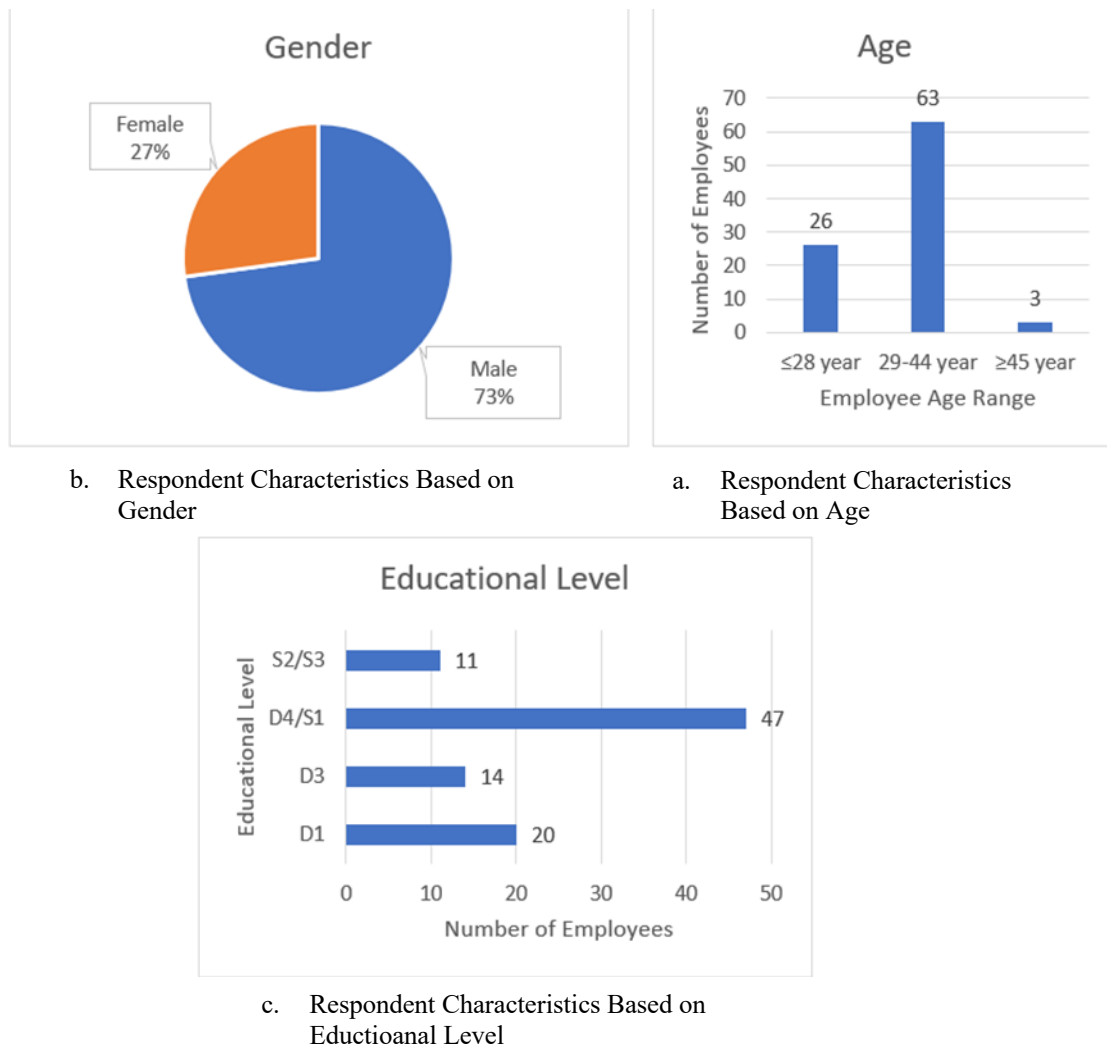 Gender
Female
27%
Male
73%
b. Respondent Characteristics Based on
Gender
Age
Number of Employees
70
60
50
40
30
20
10
0
26
63
3
≤28 year 29-44 year ≥45 year
Employee Age Range
a. Respondent Characteristics
Based on Age
Educational Level
Educational Level
S2/S3
11
D4/S1
47
D3
14
D1
20
0 10 20 30 40 50
Number of Employees
c. Respondent Characteristics Based on
Eductioanal Level